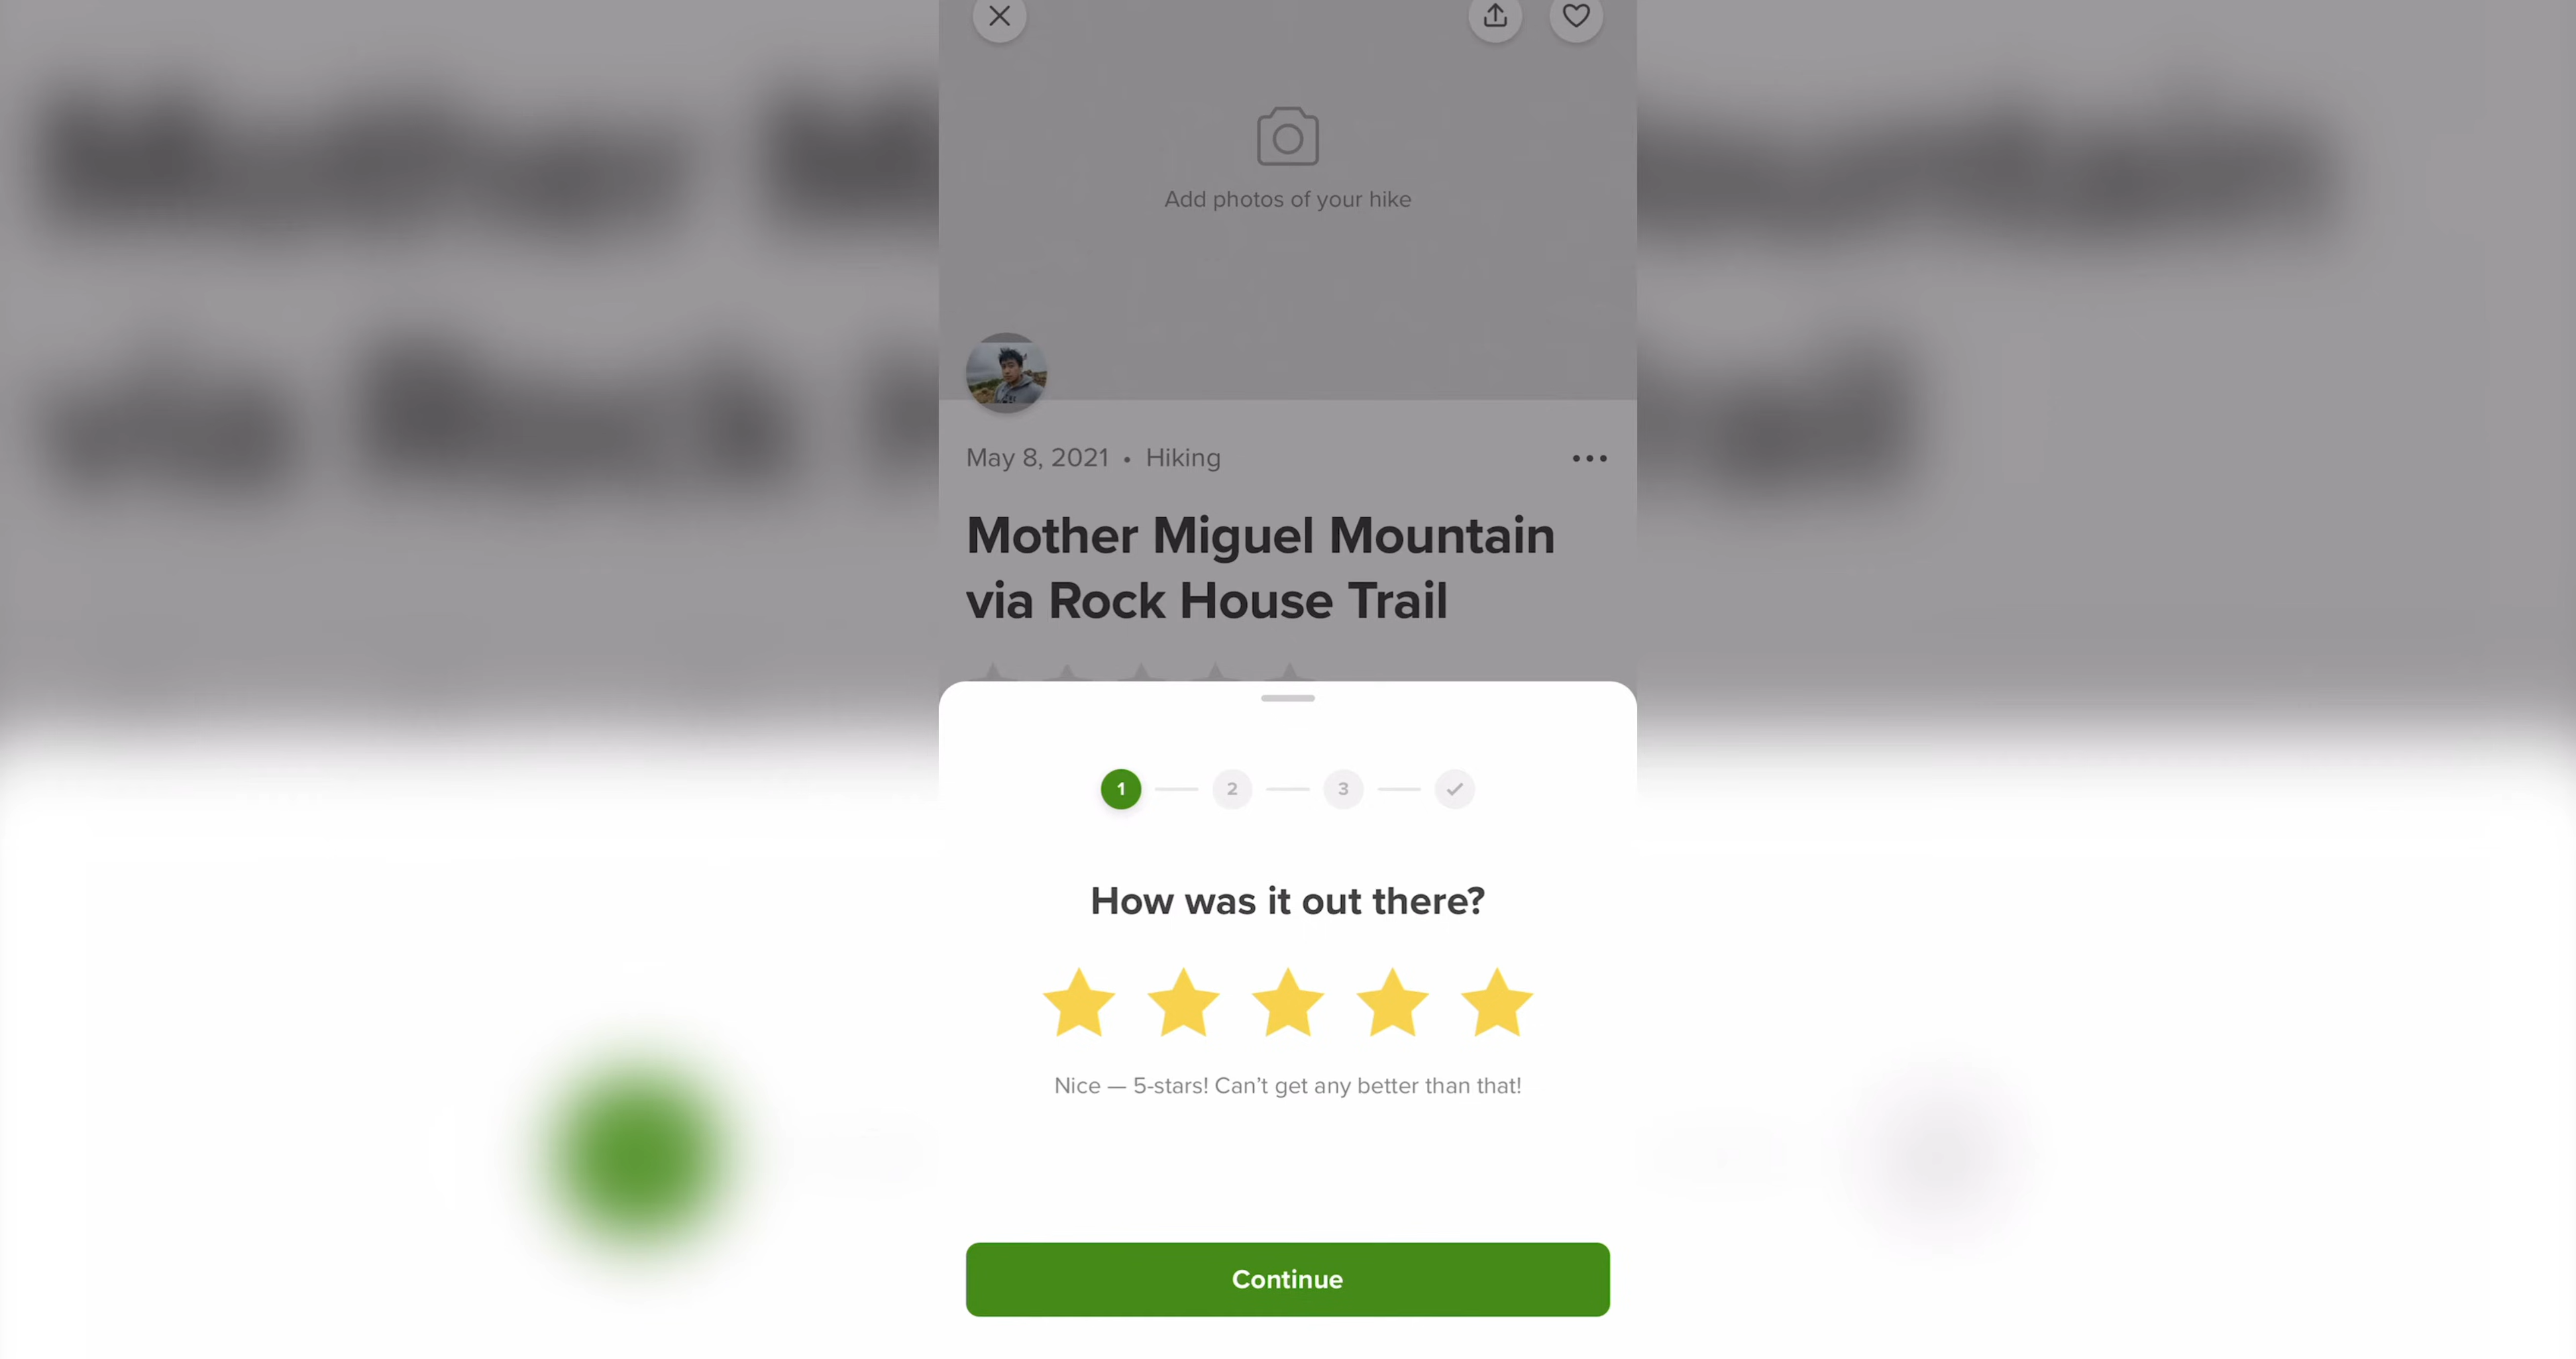 Add photos of your hike
May 8, 2021 • Hiking
Mother Miguel Mountain
via Rock House Trail
1 2 3
How was it out there?
Nice — 5-stars! Can’t get any better than that!
Continue